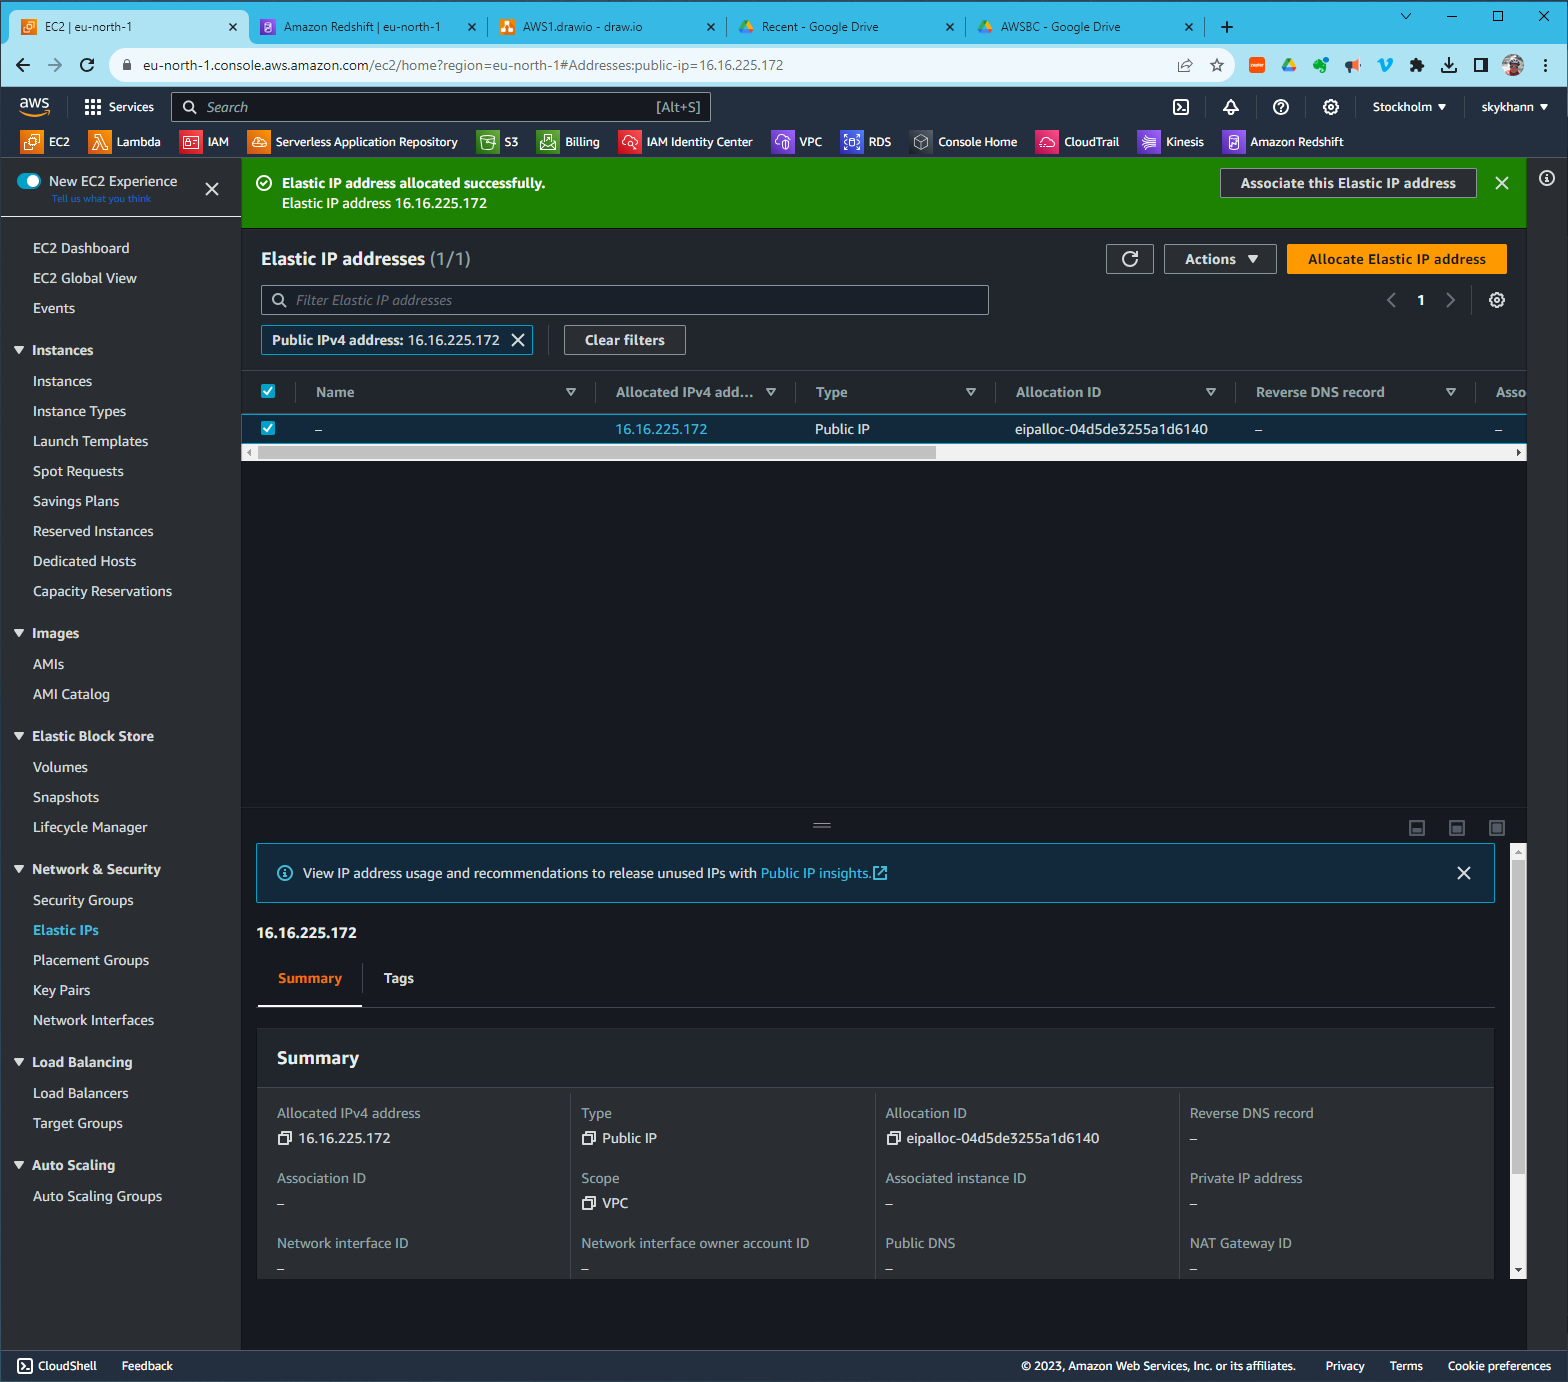 EC2 | eu-north-1
Amazon Redshift | eu-north-1
AWS1.drawio - draw.io
Recent - Google Drive
AWSBC - Google Drive
eu-north-1.console.aws.amazon.com/ec2/home?region=eu-north-1#Addresses:public-ip=16.16.225.172
aws Services Search [Alt+S] Stockholm skykhann
EC2 Lambda IAM Serverless Application Repository S3 Billing IAM Identity Center VPC RDS Console Home CloudTrail Kinesis Amazon Redshift
New EC2 Experience
Tell us what you think
EC2 Dashboard
EC2 Global View
Events
Instances
Instances
Instance Types
Launch Templates
Spot Requests
Savings Plans
Reserved Instances
Dedicated Hosts
Capacity Reservations
Images
AMIs
AMI Catalog
Elastic Block Store
Volumes
Snapshots
Lifecycle Manager
Network & Security
Security Groups
Elastic IPs
Placement Groups
Key Pairs
Network Interfaces
Load Balancing
Load Balancers
Target Groups
Auto Scaling
Auto Scaling Groups
Elastic IP address allocated successfully.
Elastic IP address 16.16.225.172
Associate this Elastic IP address
Elastic IP addresses (1/1)
Actions
Allocate Elastic IP address
Filter Elastic IP addresses
1
Public IPv4 address: 16.16.225.172
Clear filters
Name Allocated IPv4 add... Type Allocation ID Reverse DNS record Asso
– 16.16.225.172 Public IP eipalloc-04d5de3255a1d6140 – –
View IP address usage and recommendations to release unused IPs with Public IP insights.
16.16.225.172
Summary Tags
Summary
Allocated IPv4 address Type Allocation ID Reverse DNS record
16.16.225.172 Public IP eipalloc-04d5de3255a1d6140 –
Association ID Scope Associated instance ID Private IP address
– VPC – –
Network interface ID Network interface owner account ID Public DNS NAT Gateway ID
– – – –
CloudShell Feedback © 2023, Amazon Web Services, Inc. or its affiliates. Privacy Terms Cookie preferences